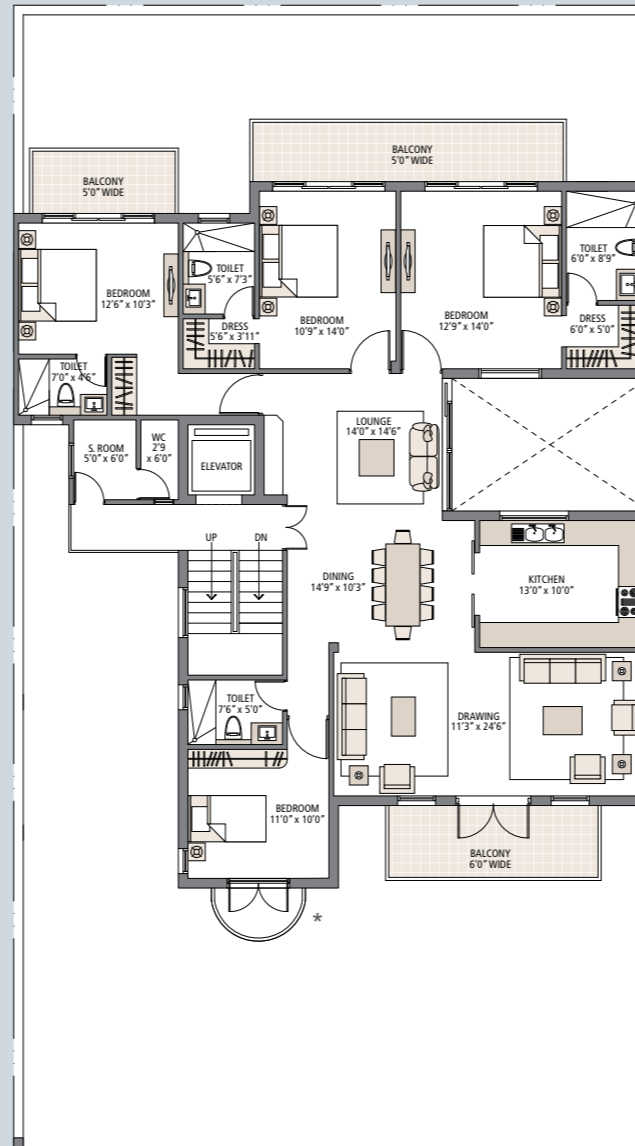 BALCONY
5'0" WIDE
BALCONY
5'0" WIDE
BEDROOM
12'6" x 10'3"
TOILET
5'6" x 7'3"
DRESS
5'6" x 3'11"
BEDROOM
10'9" x 14'0"
BEDROOM
12'9" x 14'0"
TOILET
6'0" x 8'9"
DRESS
6'0" x 5'0"
TOILET
7'0" x 4'6"
S. ROOM
5'0" x 6'0"
WC
2'9
x 6'0"
ELEVATOR
LOUNGE
14'0" x 14'6"
UP
DN
DINING
14'9" x 10'3"
KITCHEN
13'0" x 10'0"
TOILET
7'6" x 5'0"
DRAWING
11'3" x 24'6"
BEDROOM
11'0" x 10'0"
BALCONY
6'0" WIDE
*